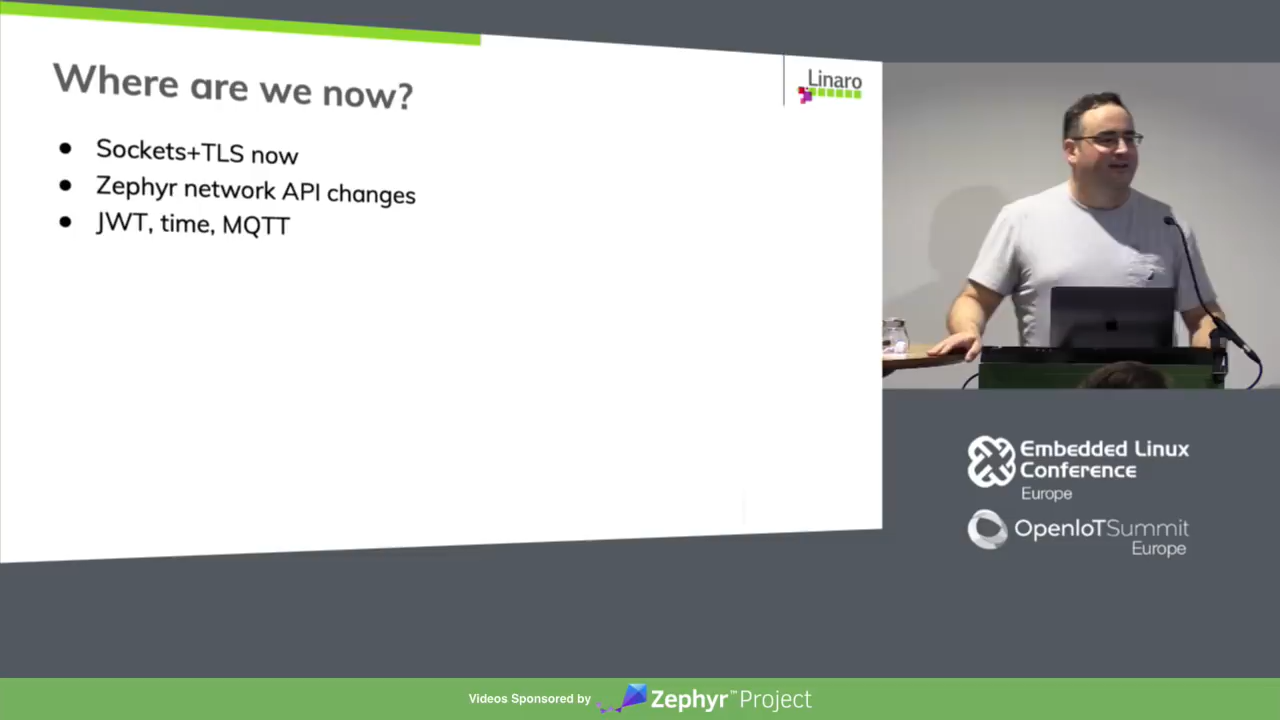 Where are we now?
Linaro
● Sockets+TLS now
● Zephyr network API changes
● JWT, time, MQTT
Embedded Linux
Conference
Europe
OpenIoTSummit
Europe
Videos Sponsored by Zephyr™Project